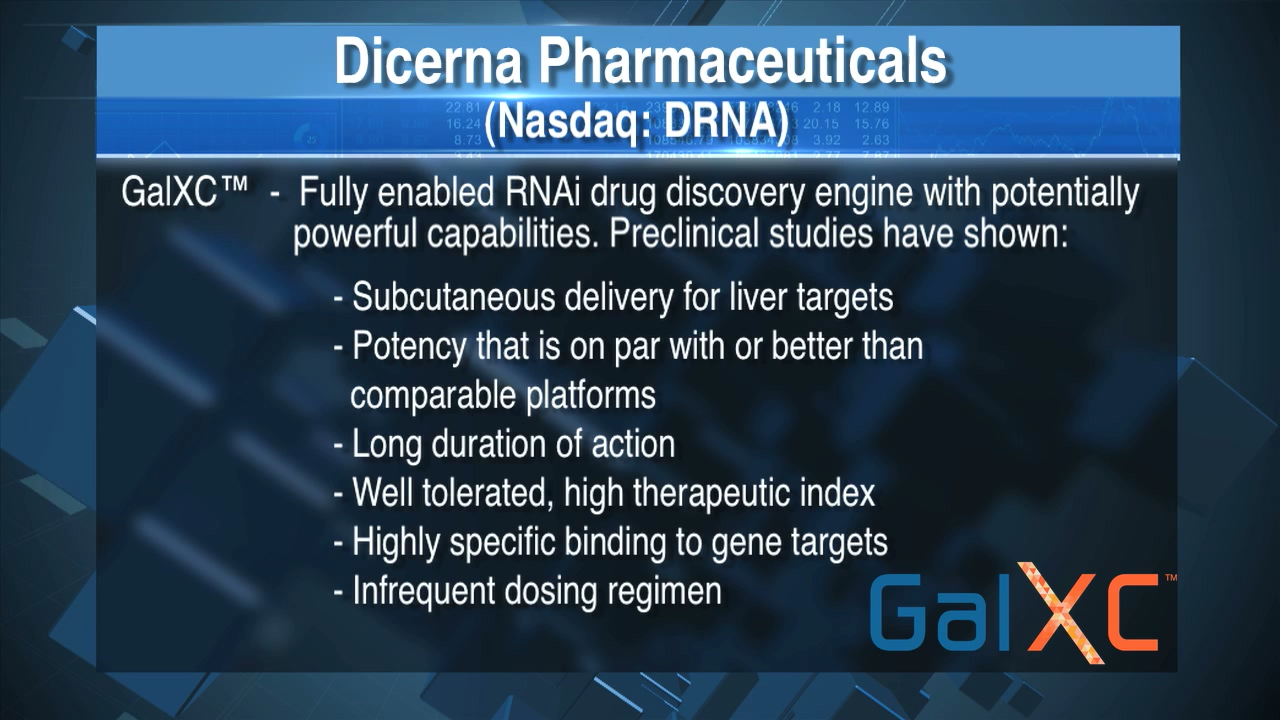 Dicerna Pharmaceuticals
(Nasdaq: DRNA)
GalXC™ - Fully enabled RNAi drug discovery engine with potentially
powerful capabilities. Preclinical studies have shown:
- Subcutaneous delivery for liver targets
- Potency that is on par with or better than
comparable platforms
- Long duration of action
- Well tolerated, high therapeutic index
- Highly specific binding to gene targets
- Infrequent dosing regimen
GalXC™